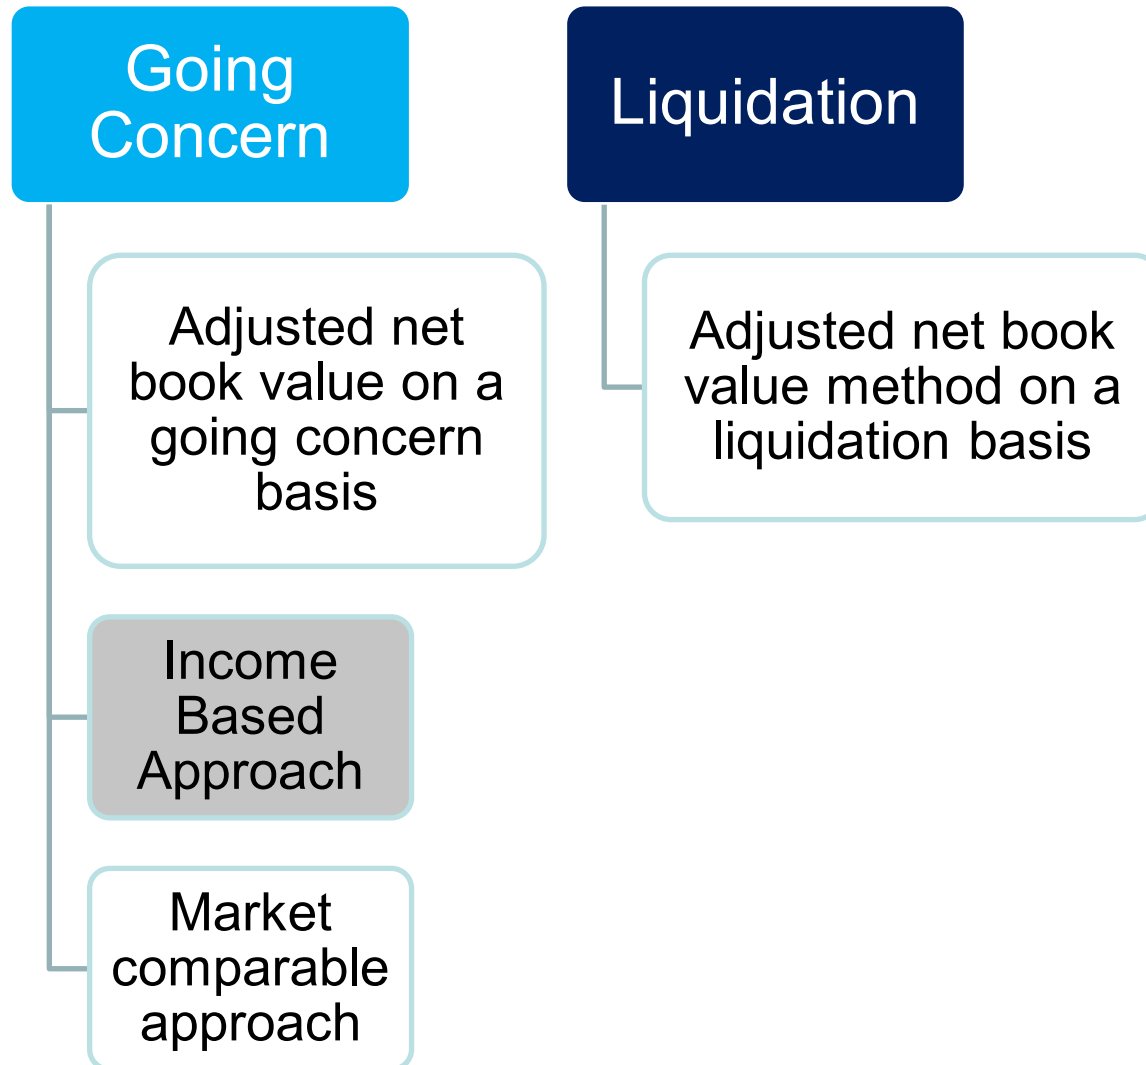 Going
Concern
Adjusted net
book value on a
going concern
basis
Income
Based
Approach
Market
comparable
approach
Liquidation
Adjusted net book
value method on a
liquidation basis